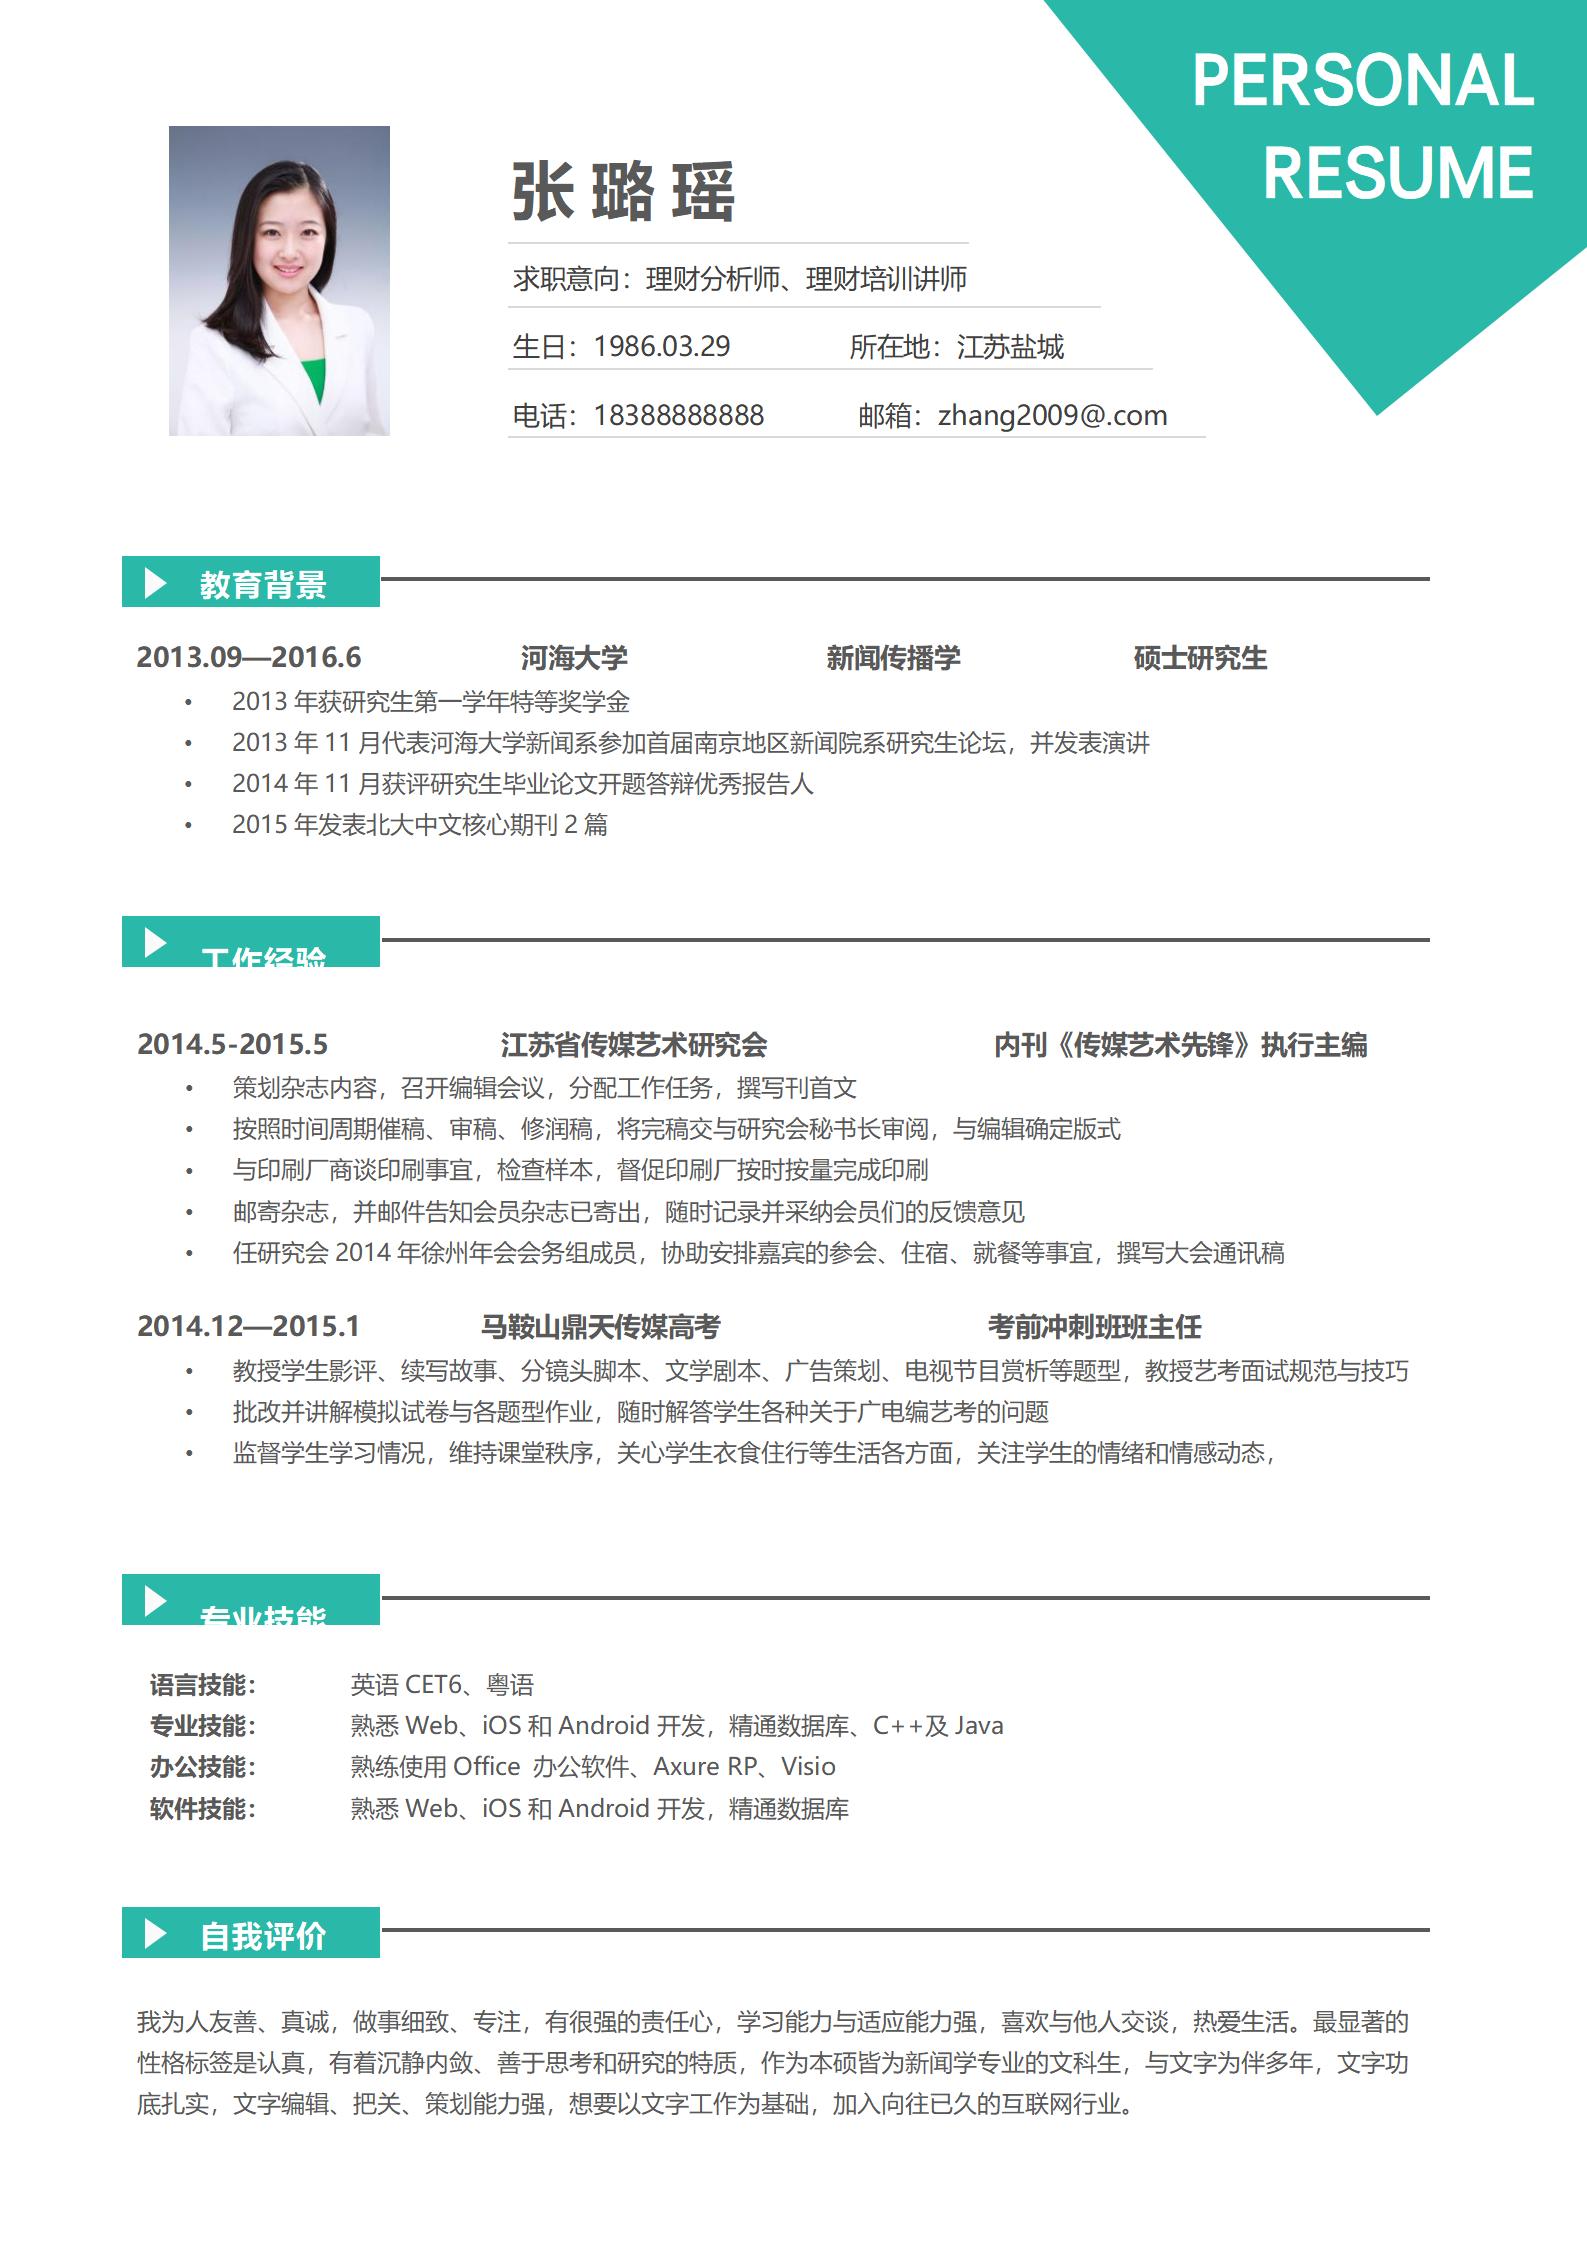 PERSONAL
RESUME
张璐瑶
求职意向：理财分析师、理财培训讲师
生日：1986.03.29 所在地：江苏盐城
电话：18388888888 邮箱：zhang2009@.com
教育背景
2013.09—2016.6 河海大学 新闻传播学 硕士研究生
• 2013 年获研究生第一学年特等奖学金
• 2013 年 11 月代表河海大学新闻系参加首届南京地区新闻院系研究生论坛，并发表演讲
• 2014 年 11 月获评研究生毕业论文开题答辩优秀报告人
• 2015 年发表北大中文核心期刊 2 篇
工作经验
2014.5-2015.5 江苏省传媒艺术研究会 内刊《传媒艺术先锋》执行主编
• 策划杂志内容，召开编辑会议，分配工作任务，撰写刊首文
• 按照时间周期催稿、审稿、修润稿，将完稿交与研究会秘书长审阅，与编辑确定版式
• 与印刷厂商谈印刷事宜，检查样本，督促印刷厂按时按量完成印刷
• 邮寄杂志，并邮件告知会员杂志已寄出，随时记录并采纳会员们的反馈意见
• 任研究会 2014 年徐州年会会务组成员，协助安排嘉宾的参会、住宿、就餐等事宜，撰写大会通讯稿
2014.12—2015.1 马鞍山鼎天传媒高考 考前冲刺班班主任
• 教授学生影评、续写故事、分镜头脚本、文学剧本、广告策划、电视节目赏析等题型，教授艺考面试规范与技巧
• 批改并讲解模拟试卷与各题型作业，随时解答学生各种关于广电编艺考的问题
• 监督学生学习情况，维持课堂秩序，关心学生衣食住行等生活各方面，关注学生的情绪和情感动态，
专业技能
语言技能： 英语 CET6、粤语
专业技能： 熟悉 Web、iOS 和 Android 开发，精通数据库、C++及 Java
办公技能： 熟练使用 Office 办公软件、Axure RP、Visio
软件技能： 熟悉 Web、iOS 和 Android 开发，精通数据库
自我评价
我为人友善、真诚，做事细致、专注，有很强的责任心，学习能力与适应能力强，喜欢与他人交谈，热爱生活。最显著的
性格标签是认真，有着沉静内敛、善于思考和研究的特质，作为本硕皆为新闻学专业的文科生，与文字为伴多年，文字功
底扎实，文字编辑、把关、策划能力强，想要以文字工作为基础，加入向往已久的互联网行业。